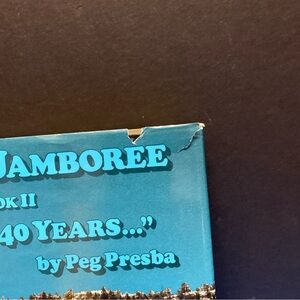 JAMBOREE
OK II
40 YEARS..."
by Peg Presba